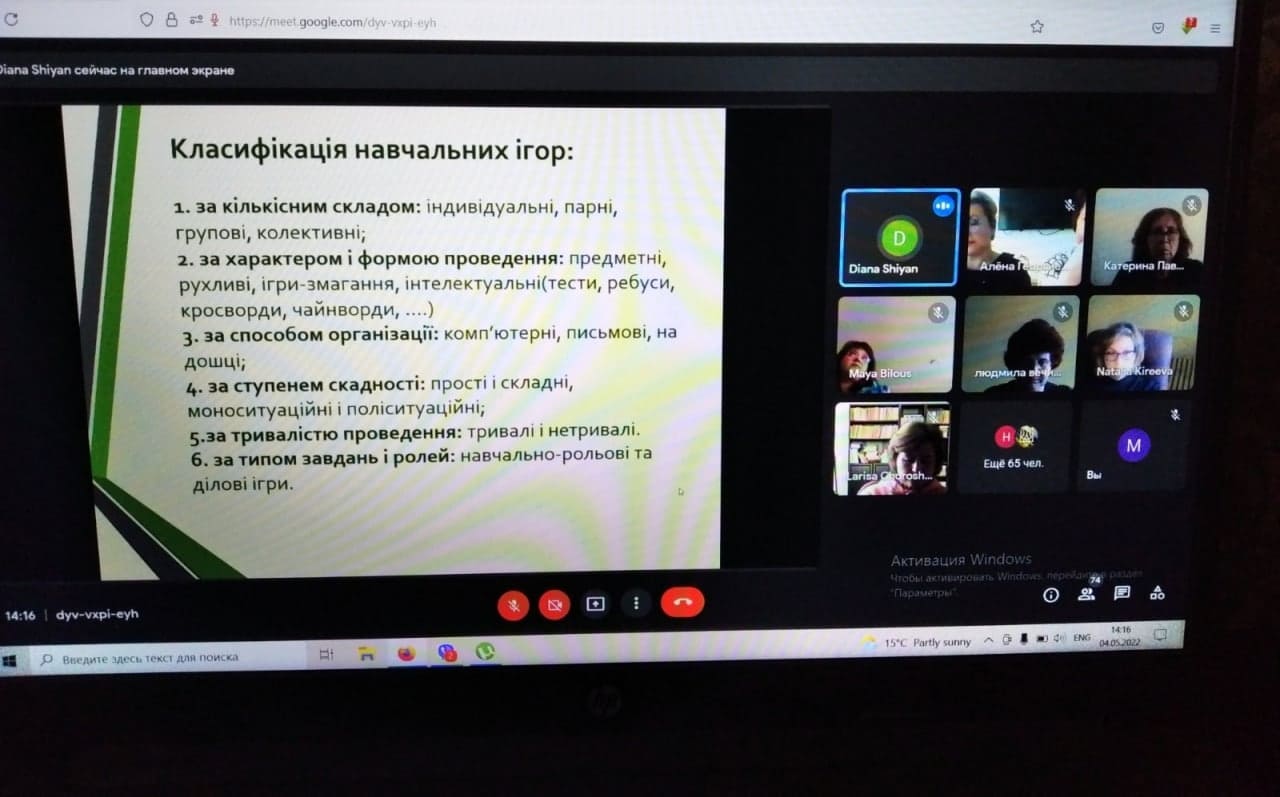 https://meet.google.com/dyv-vxpi-eyh
Diana Shiyan сейчас на главном экране
Класифікація навчальних ігор:
1. за кількісним складом: індивідуальні, парні,
групові, колективні;
2. за характером і формою проведення: предметні,
рухливі, ігри-змагання, інтелектуальні(тести, ребуси,
кросворди, чайнворди, ....)
3. за способом організації: комп'ютерні, письмові, на
дошці;
4. за ступенем скадності: прості і складні,
моноситуаційні і поліситуаційні;
5.за тривалістю проведення: тривалі і нетривалі.
6. за типом завдань і ролей: навчально-рольові та
ділові ігри.
D
Diana Shiyan
Алёна
Катерина Пав...
Maya Bilous
людмила
Natalia Kireeva
Larisa
H
Ещё 65 чел.
M
Вы
Активация Windows
Чтобы активировать Windows, перейдите в раздел
"Параметры".
74
14:16 | dyv-vxpi-eyh
Введите здесь текст для поиска
2
15°C Partly sunny
ENG
14:16
04.05.2022
hp